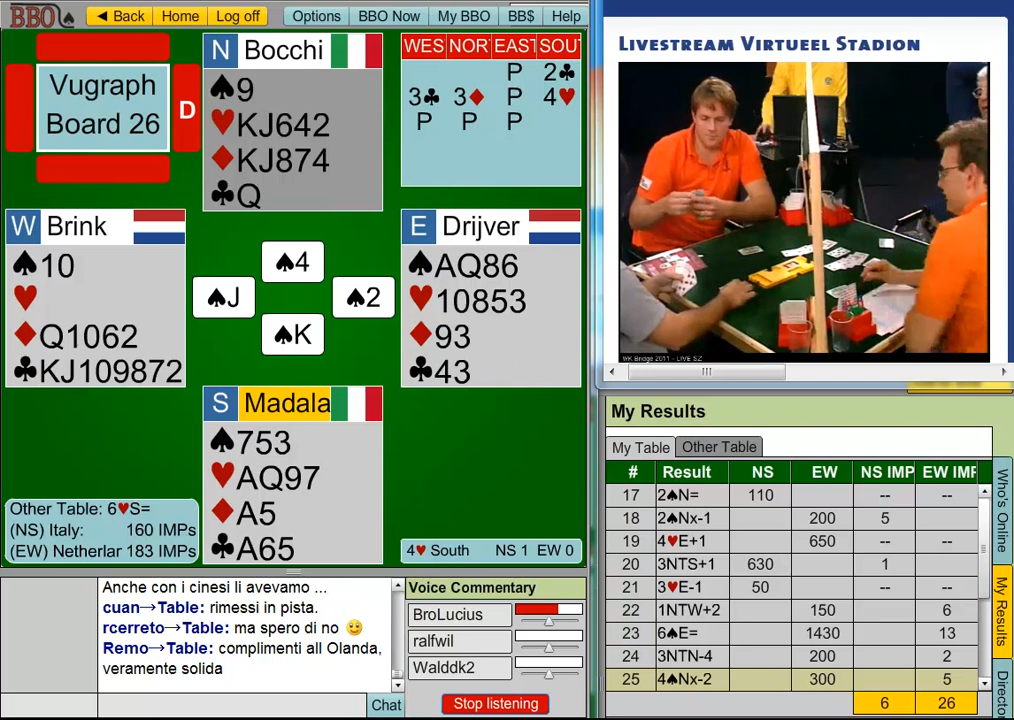 BBO
◄ Back Home Log off Options BBO Now My BBO BB$ Help
Vugraph
Board 26
D
N Bocchi
♠9
♥KJ642
♦KJ874
♣Q
WES NOR EAST SOU
P 2♣
3♣ 3♦ P 4♥
P P P
W Brink
♠10
♥
♦Q1062
♣KJ109872
♠4
♠J
♠2
♠K
E Drijver
♠AQ86
♥10853
♦93
♣43
S Madala
♠753
♥AQ97
♦A5
♣A65
Other Table: 6♥S=
(NS) Italy: 160 IMPs
(EW) Netherlar 183 IMPs
4♥ South NS 1 EW 0
Anche con i cinesi li avevamo ...
cuan→Table: rimessi in pista.
rcerreto→Table: ma spero di no
Remo→Table: complimenti all Olanda,
veramente solida
Chat
Voice Commentary
BroLucius
ralfwil
Walddk2
Stop listening
Livestream Virtueel Stadion
WK Bridge 2011 - LIVE SZ
My Results
My Table Other Table
# Result NS EW NS IMP EW IMF
17 2♠N= 110 -- --
18 2♠Nx-1 200 5
19 4♥E+1 650 -- --
20 3NTS+1 630 1
21 3♥E-1 50 -- --
22 1NTW+2 150 6
23 6♠E= 1430 13
24 3NTN-4 200 2
25 4♠Nx-2 300 5
6 26
Who's Online
My Results
Director